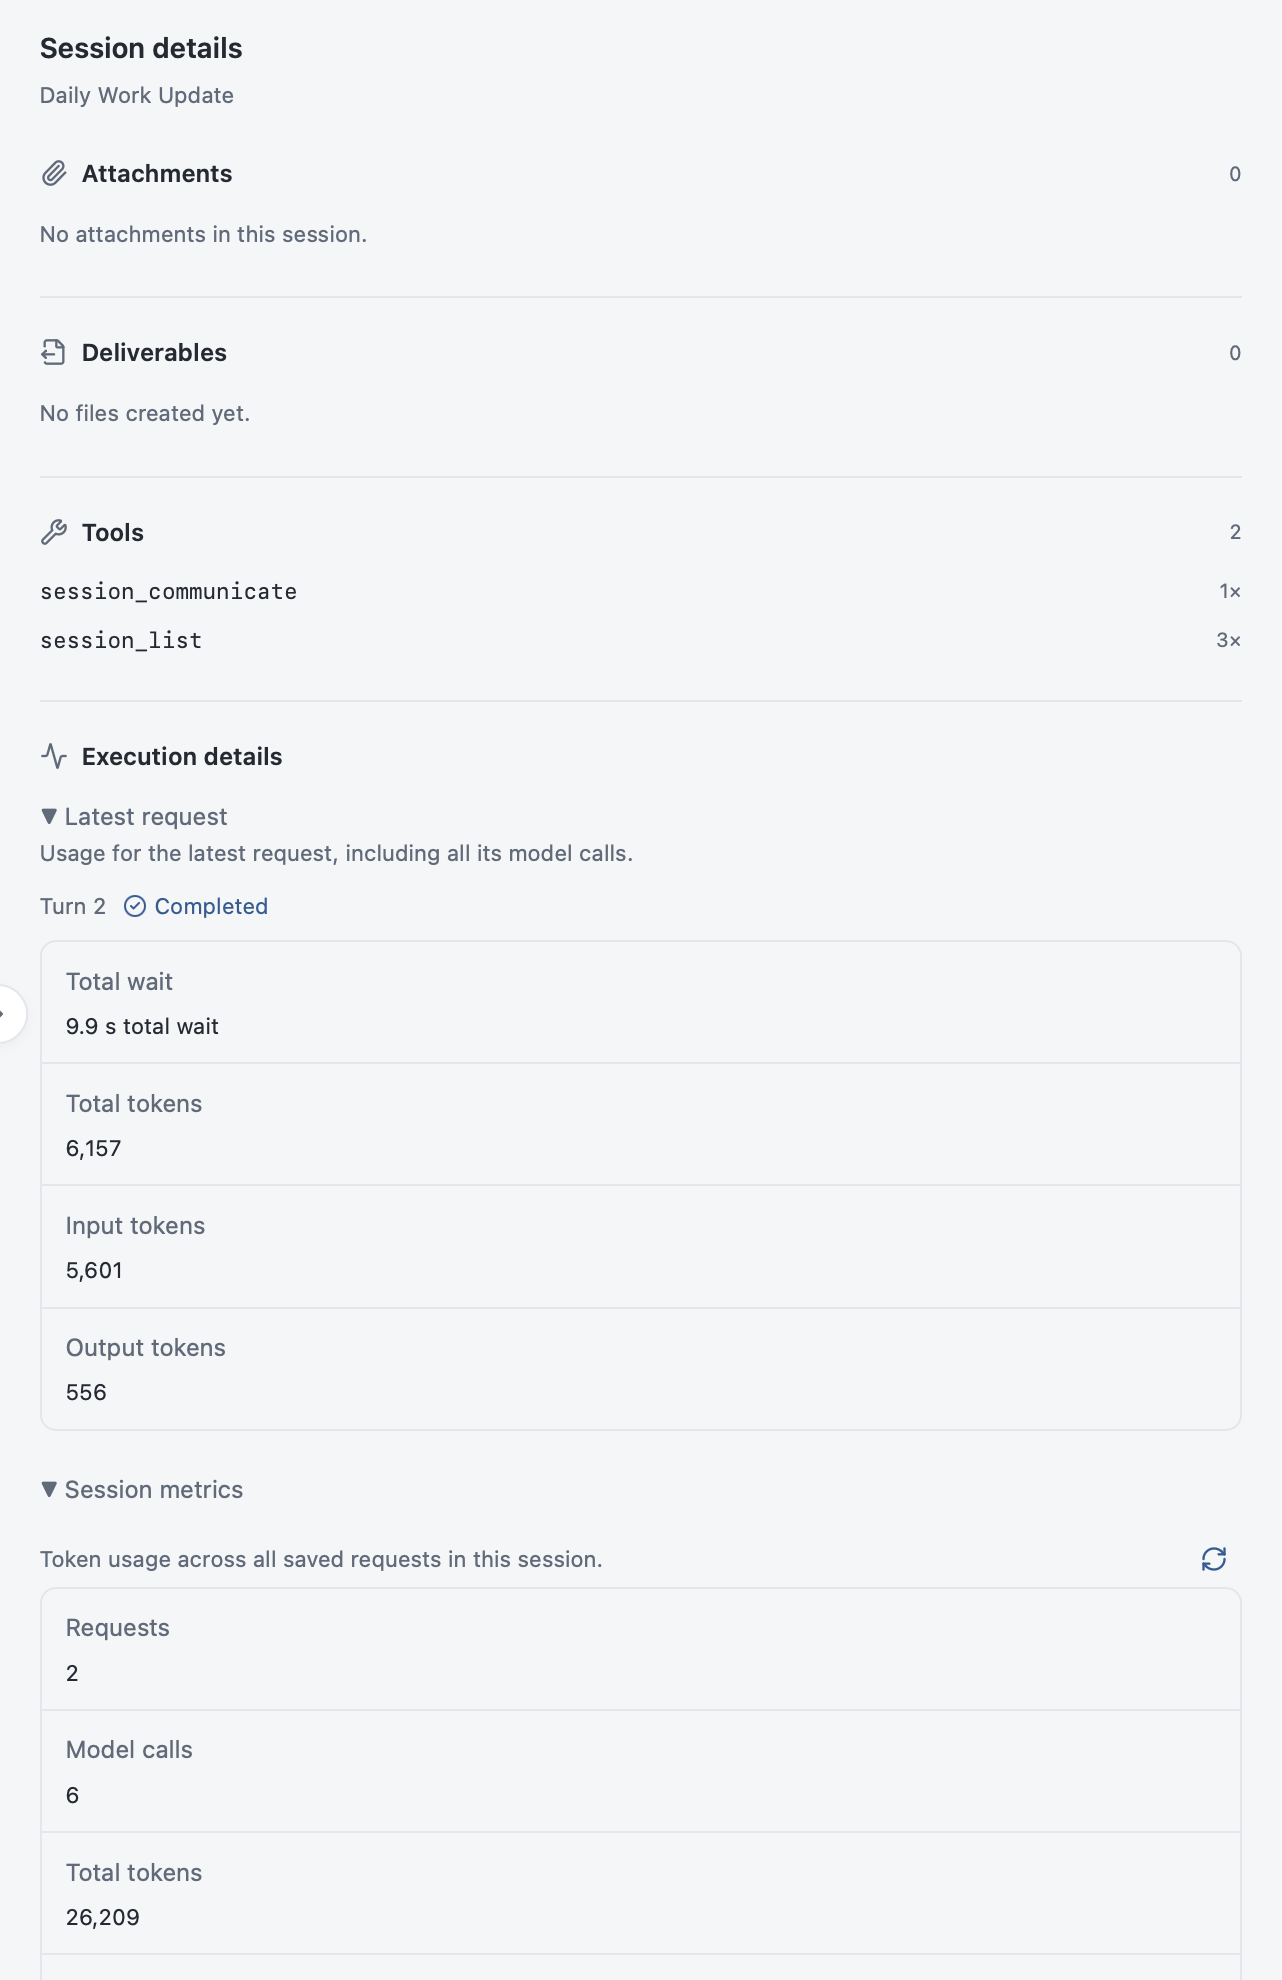 Session details
Daily Work Update
Attachments 0
No attachments in this session.
Deliverables 0
No files created yet.
Tools 2
session_communicate 1×
session_list 3×
Execution details
Latest request
Usage for the latest request, including all its model calls.
Turn 2 Completed
Total wait
9.9 s total wait
Total tokens
6,157
Input tokens
5,601
Output tokens
556
Session metrics
Token usage across all saved requests in this session.
Requests
2
Model calls
6
Total tokens
26,209